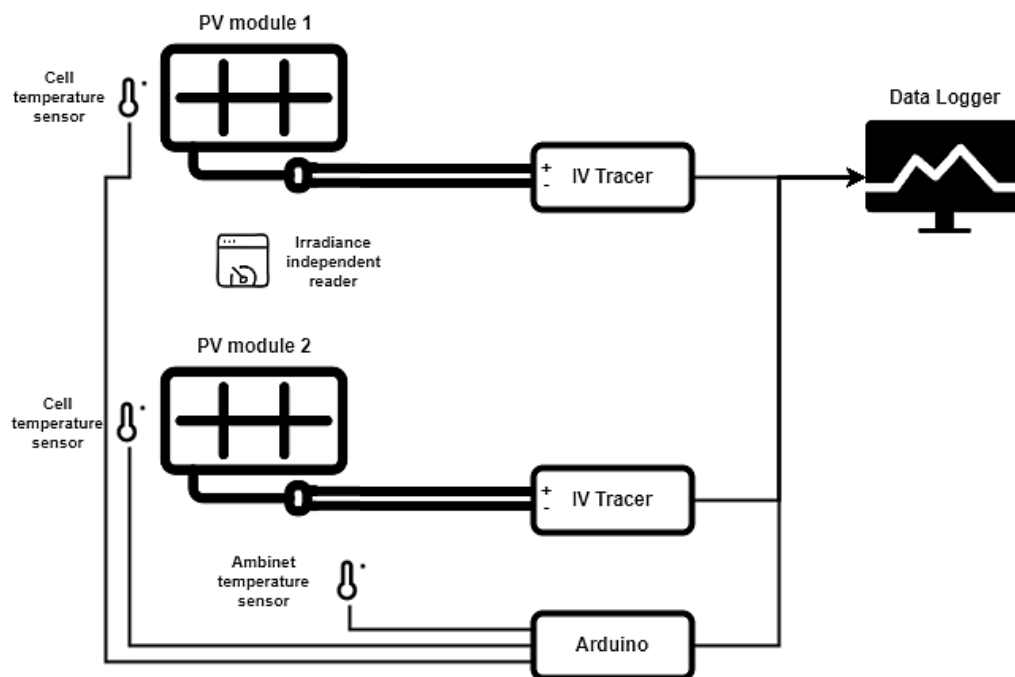 PV module 1
Cell
temperature
sensor
Data Logger
+
-
IV Tracer
Irradiance
independent
reader
PV module 2
Cell
temperature
sensor
+
-
IV Tracer
Ambinet
temperature
sensor
Arduino